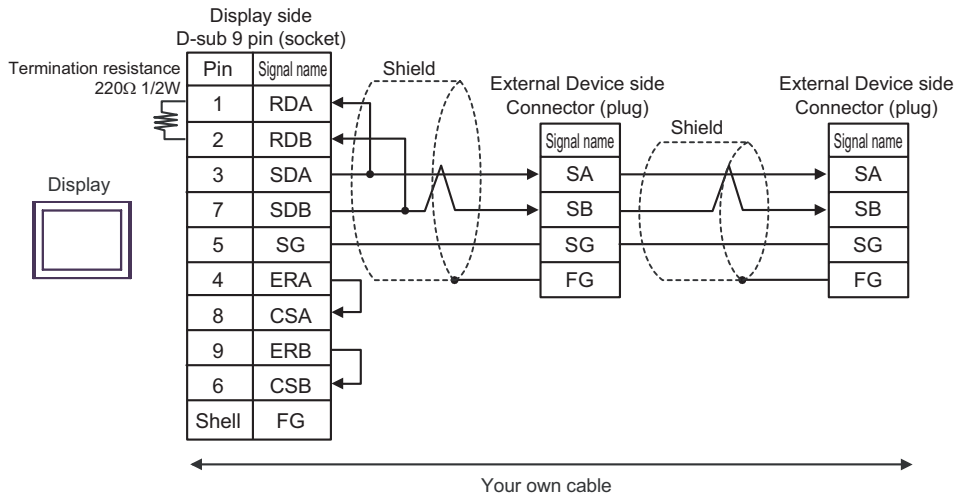 Display side
D-sub 9 pin (socket)
Termination resistance
220Ω 1/2W
Pin Signal name
1 RDA
2 RDB
3 SDA
7 SDB
5 SG
4 ERA
8 CSA
9 ERB
6 CSB
Shell FG
Display
Shield
External Device side
Connector (plug)
Signal name
SA
SB
SG
FG
Shield
External Device side
Connector (plug)
Signal name
SA
SB
SG
FG
Your own cable